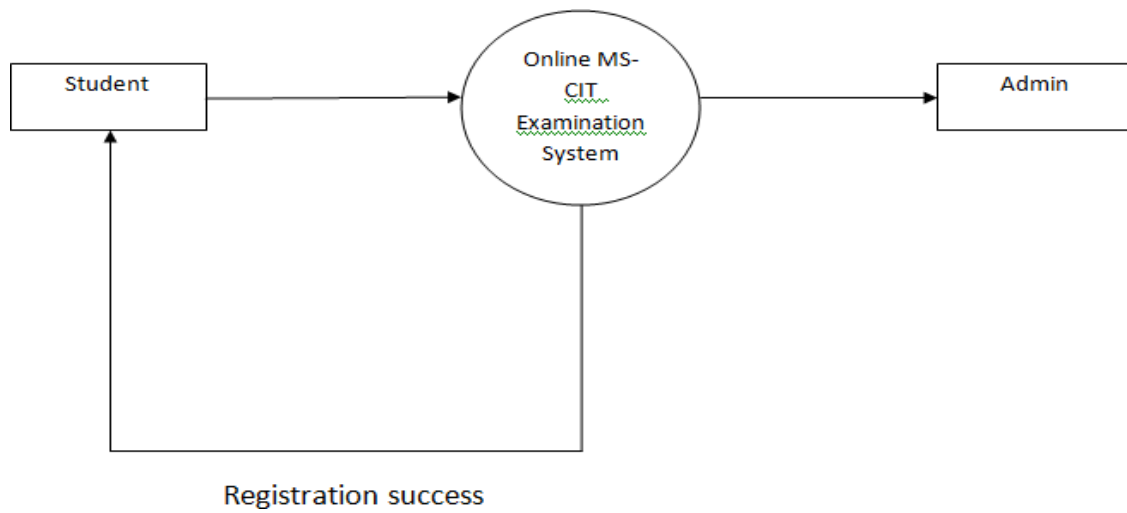 Student
Online MS-
CIT
Examination
System
Admin
Registration success